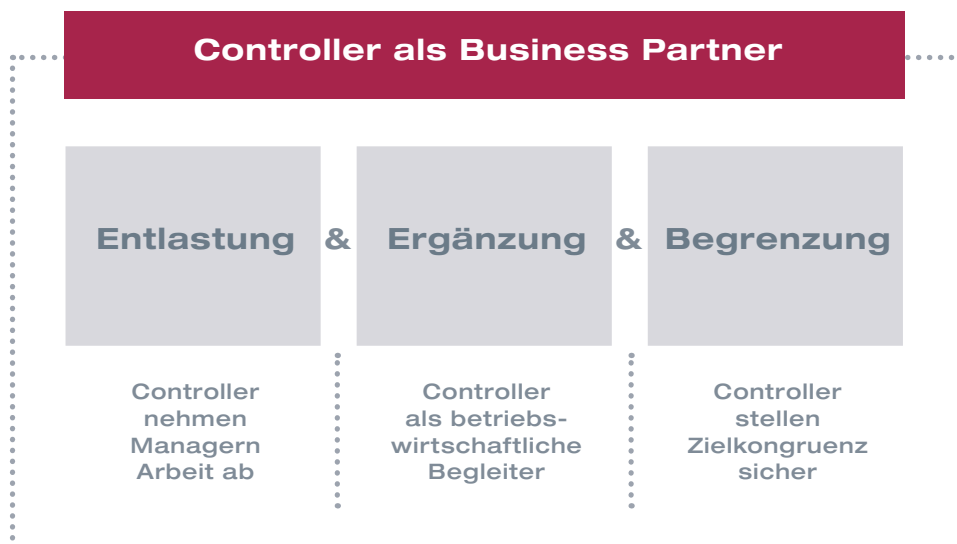 Controller als Business Partner
Entlastung & Ergänzung & Begrenzung
Controller
nehmen
Managern
Arbeit ab
Controller
als betriebs-
wirtschaftliche
Begleiter
Controller
stellen
Zielkongruenz
sicher